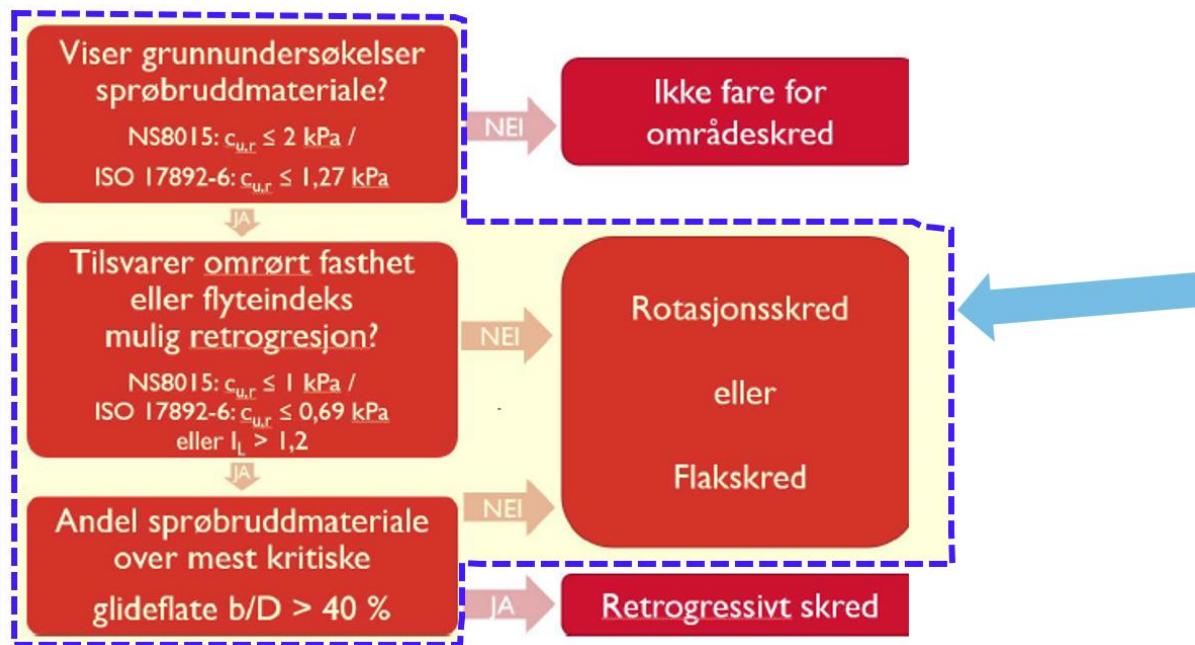 Viser grunnundersøkelser
sprøbruddmateriale?
NS8015: cu,r ≤ 2 kPa /
ISO 17892-6: cu,r ≤ 1,27 kPa
NEI
Ikke fare for
områdeskred
JA
Tilsvarer omrørt fasthet
eller flyteindeks
mulig retrogresjon?
NS8015: cu,r ≤ 1 kPa /
ISO 17892-6: cu,r ≤ 0,69 kPa
eller IL > 1,2
NEI
Rotasjonsskred
eller
Flakskred
JA
Andel sprøbruddmateriale
over mest kritiske
glideflate b/D > 40 %
NEI
JA
Retrogressivt skred